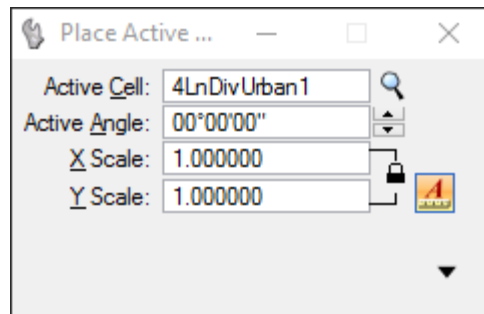 Place Active ...
Active Cell: 4LnDivUrban1
Active Angle: 00°00'00"
X Scale: 1.000000
Y Scale: 1.000000
A